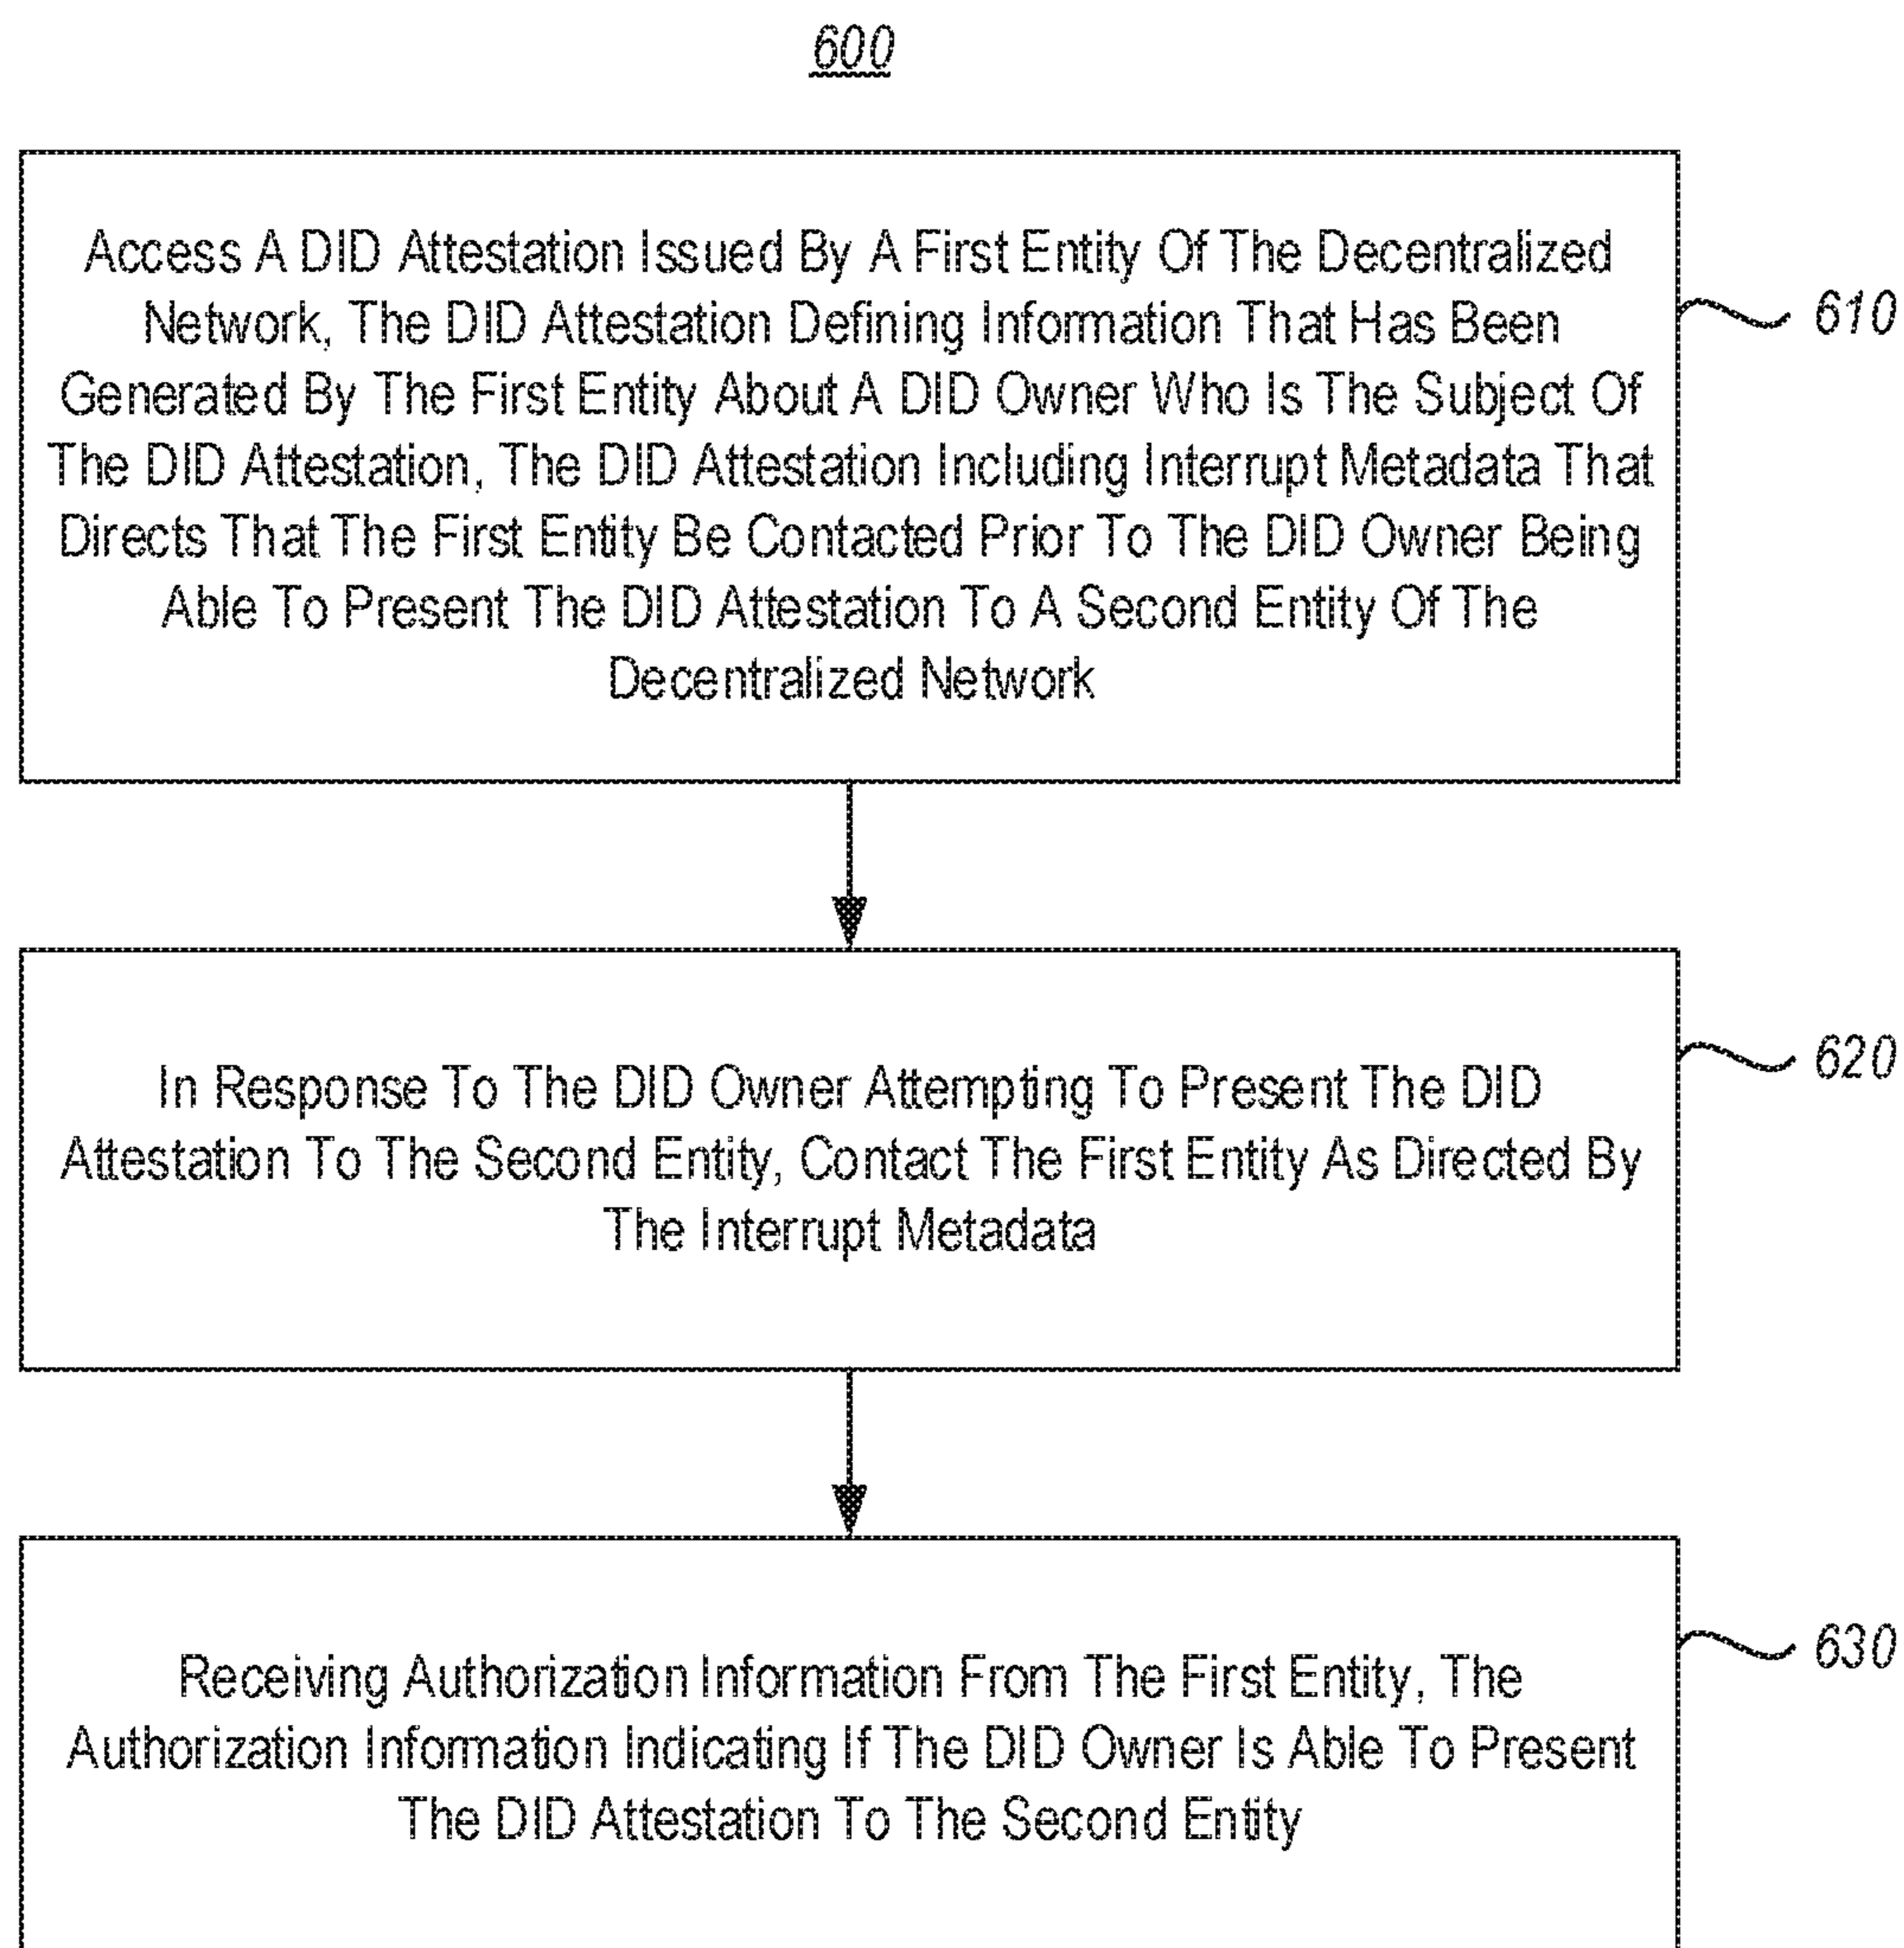 600
Access A DID Attestation Issued By A First Entity Of The Decentralized
Network, The DID Attestation Defining Information That Has Been
Generated By The First Entity About A DID Owner Who Is The Subject Of
The DID Attestation, The DID Attestation Including Interrupt Metadata That
Directs That The First Entity Be Contacted Prior To The DID Owner Being
Able To Present The DID Attestation To A Second Entity Of The
Decentralized Network
610
In Response To The DID Owner Attempting To Present The DID
Attestation To The Second Entity, Contact The First Entity As Directed By
The Interrupt Metadata
620
Receiving Authorization Information From The First Entity, The
Authorization Information Indicating If The DID Owner Is Able To Present
The DID Attestation To The Second Entity
630